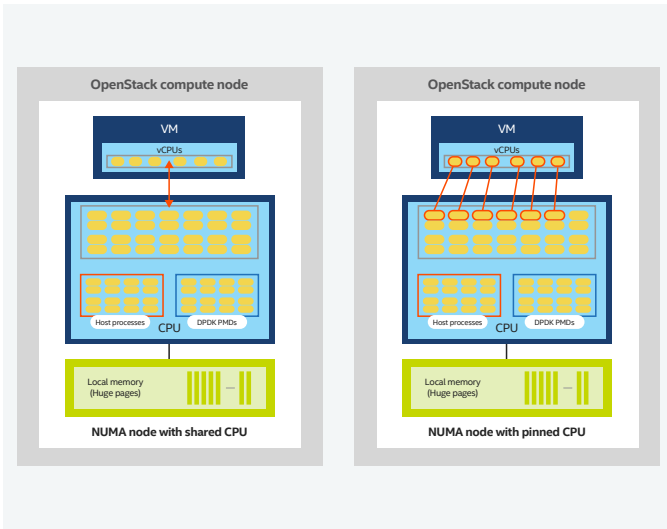 OpenStack compute node
VM
vCPUs
Host processes
DPDK PMDs
CPU
Local memory
(Huge pages)
NUMA node with shared CPU
OpenStack compute node
VM
vCPUs
Host processes
DPDK PMDs
CPU
Local memory
(Huge pages)
NUMA node with pinned CPU